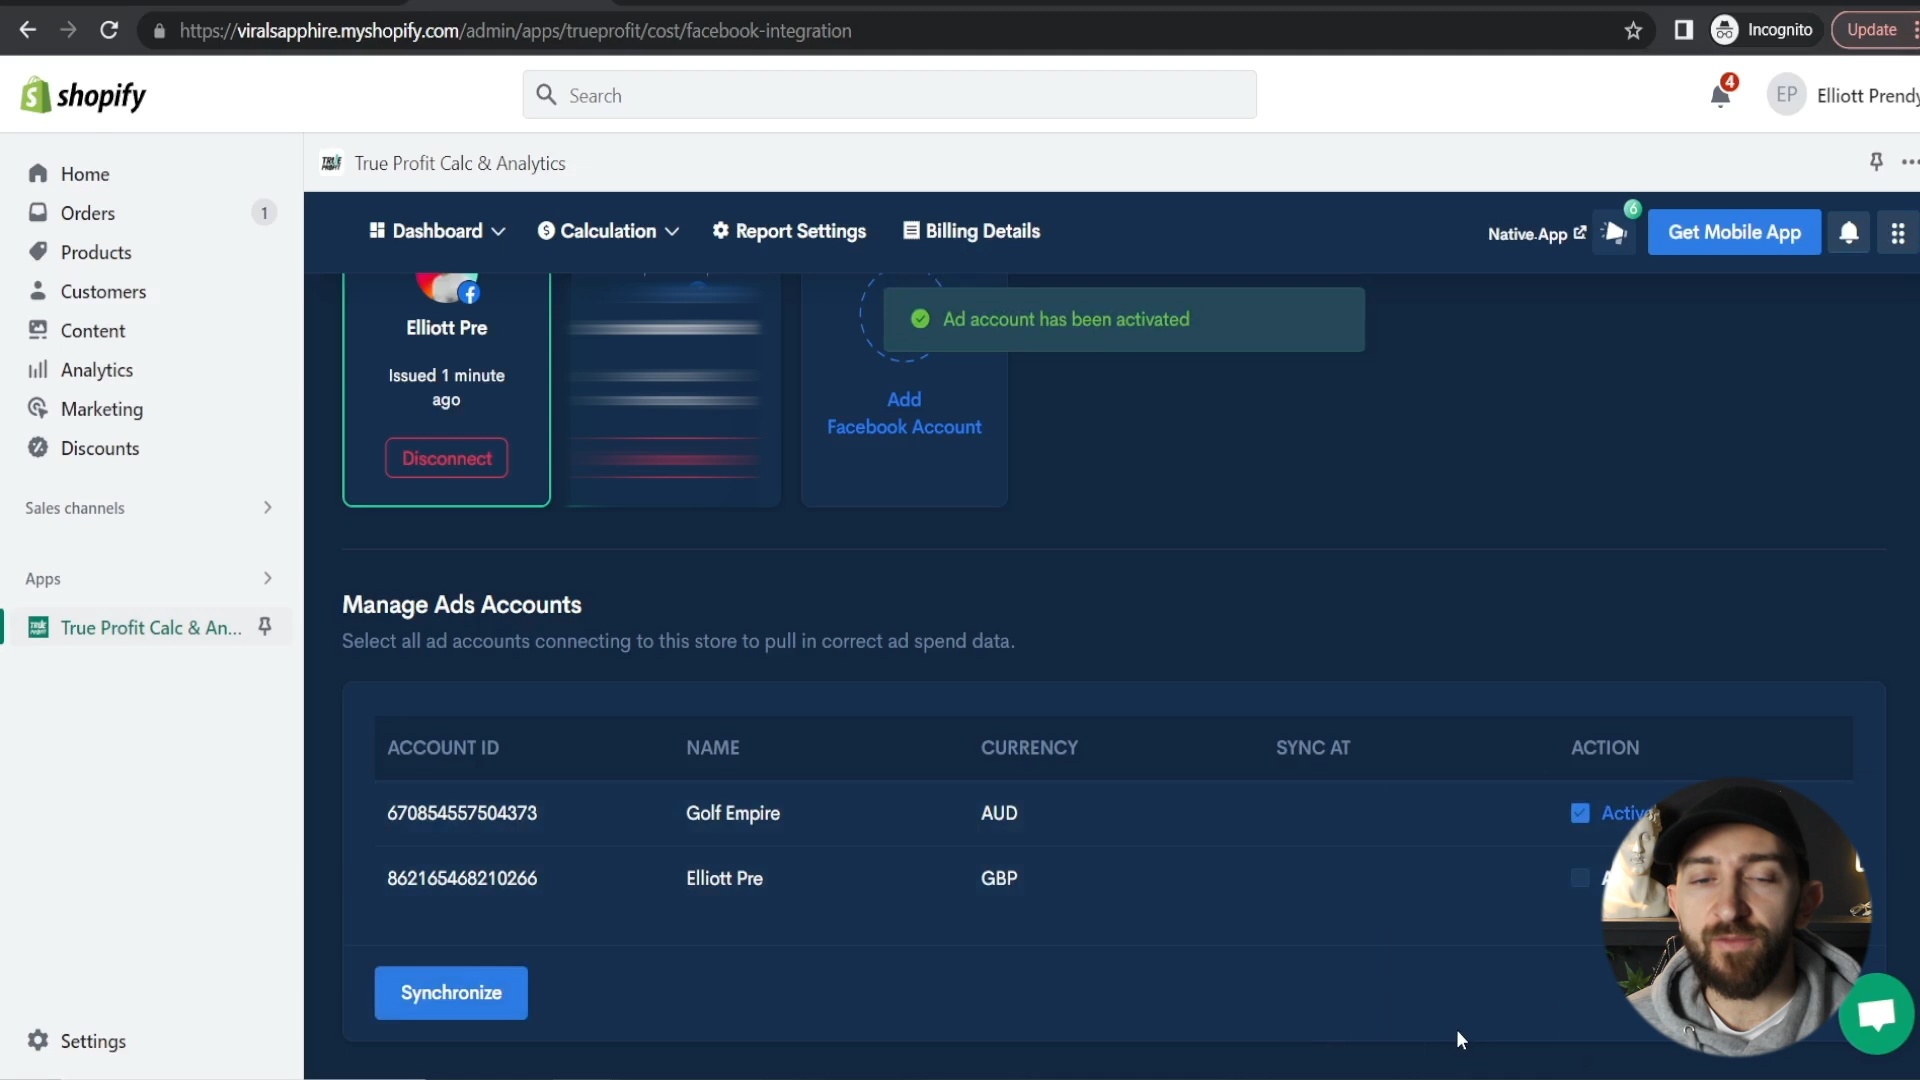 https://viralsapphire.myshopify.com/admin/apps/trueprofit/cost/facebook-integration
Incognito
Update
shopify
Search
4
EP
Elliott Prendy
Home
Orders
1
Products
Customers
Content
Analytics
Marketing
Discounts
Sales channels
Apps
True Profit Calc & An...
Settings
True Profit Calc & Analytics
Dashboard
Calculation
Report Settings
Billing Details
Native App
6
Get Mobile App
Elliott Pre
Issued 1 minute
ago
Disconnect
Add
Facebook Account
Ad account has been activated
Manage Ads Accounts
Select all ad accounts connecting to this store to pull in correct ad spend data.
ACCOUNT ID NAME CURRENCY SYNC AT ACTION
670854557504373 Golf Empire AUD Active
862165468210266 Elliott Pre GBP
Synchronize